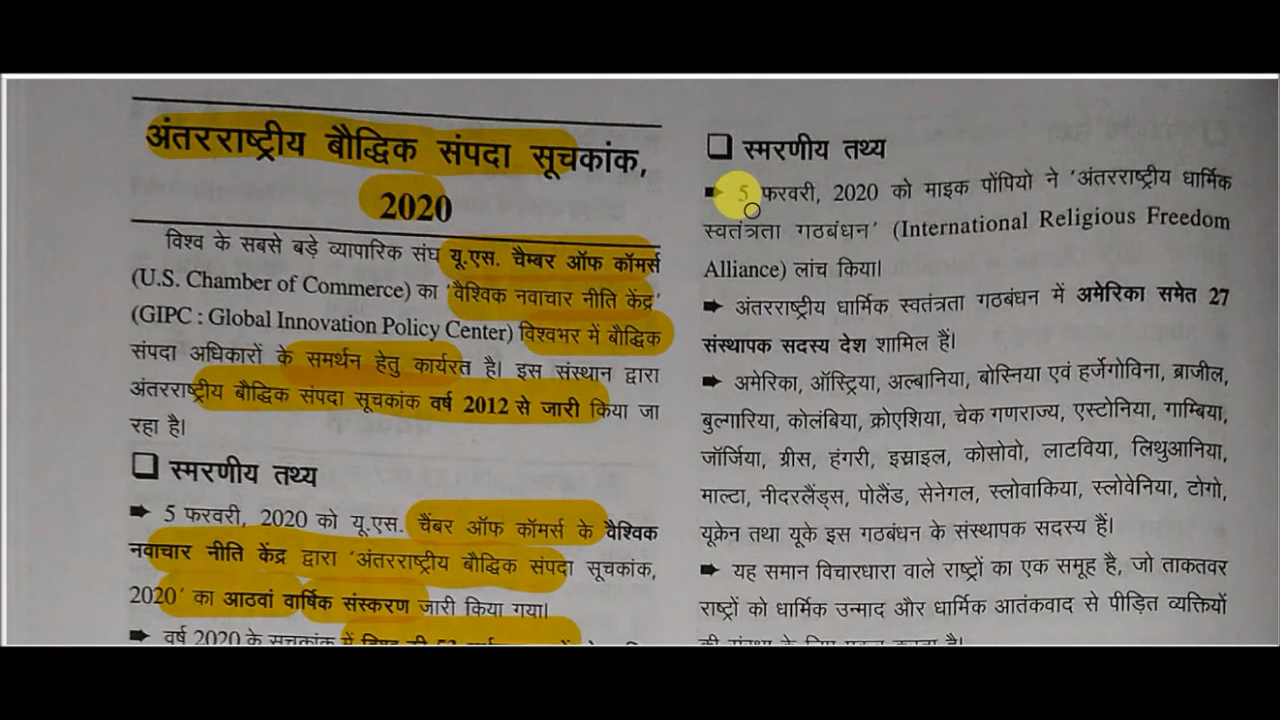 अंतरराष्ट्रीय बौद्धिक संपदा सूचकांक,
2020
विश्व के सबसे बड़े व्यापारिक संघ यू.एस. चैम्बर ऑफ कॉमर्स
(U.S. Chamber of Commerce) का 'वैश्विक नवाचार नीति केंद्र'
(GIPC : Global Innovation Policy Center) विश्वभर में बौद्धिक
संपदा अधिकारों के समर्थन हेतु कार्यरत है। इस संस्थान द्वारा
अंतरराष्ट्रीय बौद्धिक संपदा सूचकांक वर्ष 2012 से जारी किया जा
रहा है।
❑ स्मरणीय तथ्य
➨ 5 फरवरी, 2020 को यू.एस. चैंबर ऑफ कॉमर्स के वैश्विक
नवाचार नीति केंद्र द्वारा 'अंतरराष्ट्रीय बौद्धिक संपदा सूचकांक,
2020' का आठवां वार्षिक संस्करण जारी किया गया।
➨ वर्ष 2020 के सूचकांक में विश्व की 53
❑ स्मरणीय तथ्य
➨ 5 फरवरी, 2020 को माइक पोंपियो ने 'अंतरराष्ट्रीय धार्मिक
स्वतंत्रता गठबंधन' (International Religious Freedom
Alliance) लांच किया।
➨ अंतरराष्ट्रीय धार्मिक स्वतंत्रता गठबंधन में अमेरिका समेत 27
संस्थापक सदस्य देश शामिल हैं।
➨ अमेरिका, ऑस्ट्रिया, अल्बानिया, बोस्निया एवं हर्जेगोविना, ब्राजील,
बुल्गारिया, कोलंबिया, क्रोएशिया, चेक गणराज्य, एस्टोनिया, गाम्बिया,
जॉर्जिया, ग्रीस, हंगरी, इस्राइल, कोसोवो, लाटविया, लिथुआनिया,
माल्टा, नीदरलैंड्स, पोलैंड, सेनेगल, स्लोवाकिया, स्लोवेनिया, टोगो,
यूक्रेन तथा यूके इस गठबंधन के संस्थापक सदस्य हैं।
➨ यह समान विचारधारा वाले राष्ट्रों का एक समूह है, जो ताकतवर
राष्ट्रों को धार्मिक उन्माद और धार्मिक आतंकवाद से पीड़ित व्यक्तियों